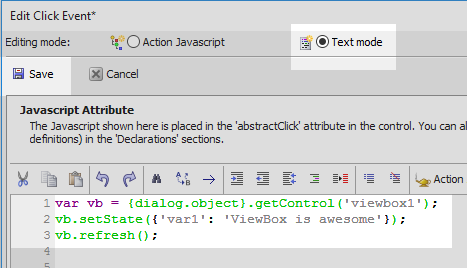 Edit Click Event*
Editing mode: Action Javascript Text mode
Save Cancel
Javascript Attribute
The Javascript shown here is placed in the 'abstractClick' attribute in the control. You can al
definitions) in the 'Declarations' sections.
Action
1 var vb = {dialog.object}.getControl('viewbox1');
2 vb.setState({'var1': 'ViewBox is awesome'});
3 vb.refresh();
4
5